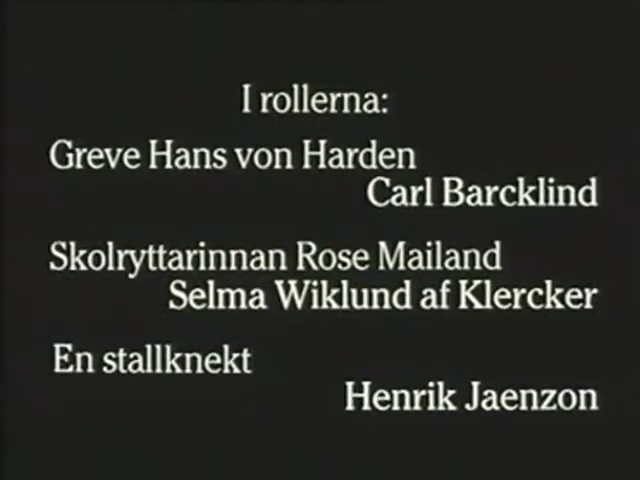 I rollerna:
Greve Hans von Harden
Carl Barcklind
Skolryttarinnan Rose Mailand
Selma Wiklund af Klercker
En stallknekt
Henrik Jaenzon